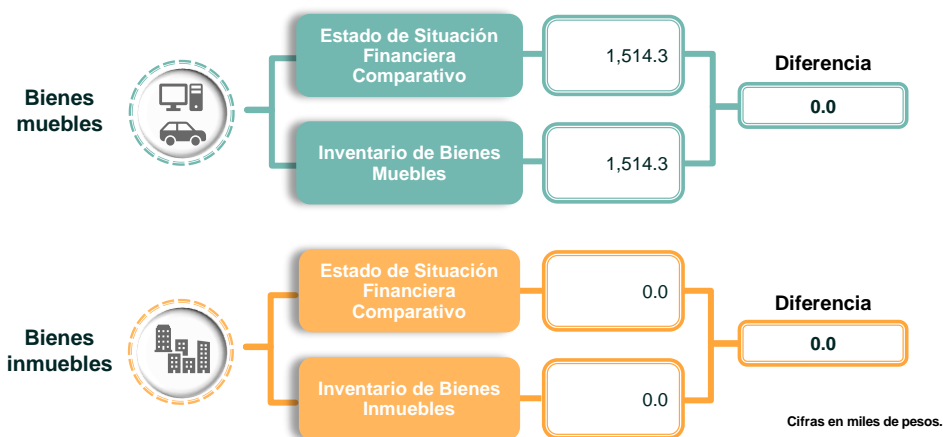 Bienes
muebles
Estado de Situación
Financiera
Comparativo
1,514.3
Inventario de Bienes
Muebles
1,514.3
Diferencia
0.0
Bienes
inmuebles
Estado de Situación
Financiera
Comparativo
0.0
Inventario de Bienes
Inmuebles
0.0
Diferencia
0.0
Cifras en miles de pesos.